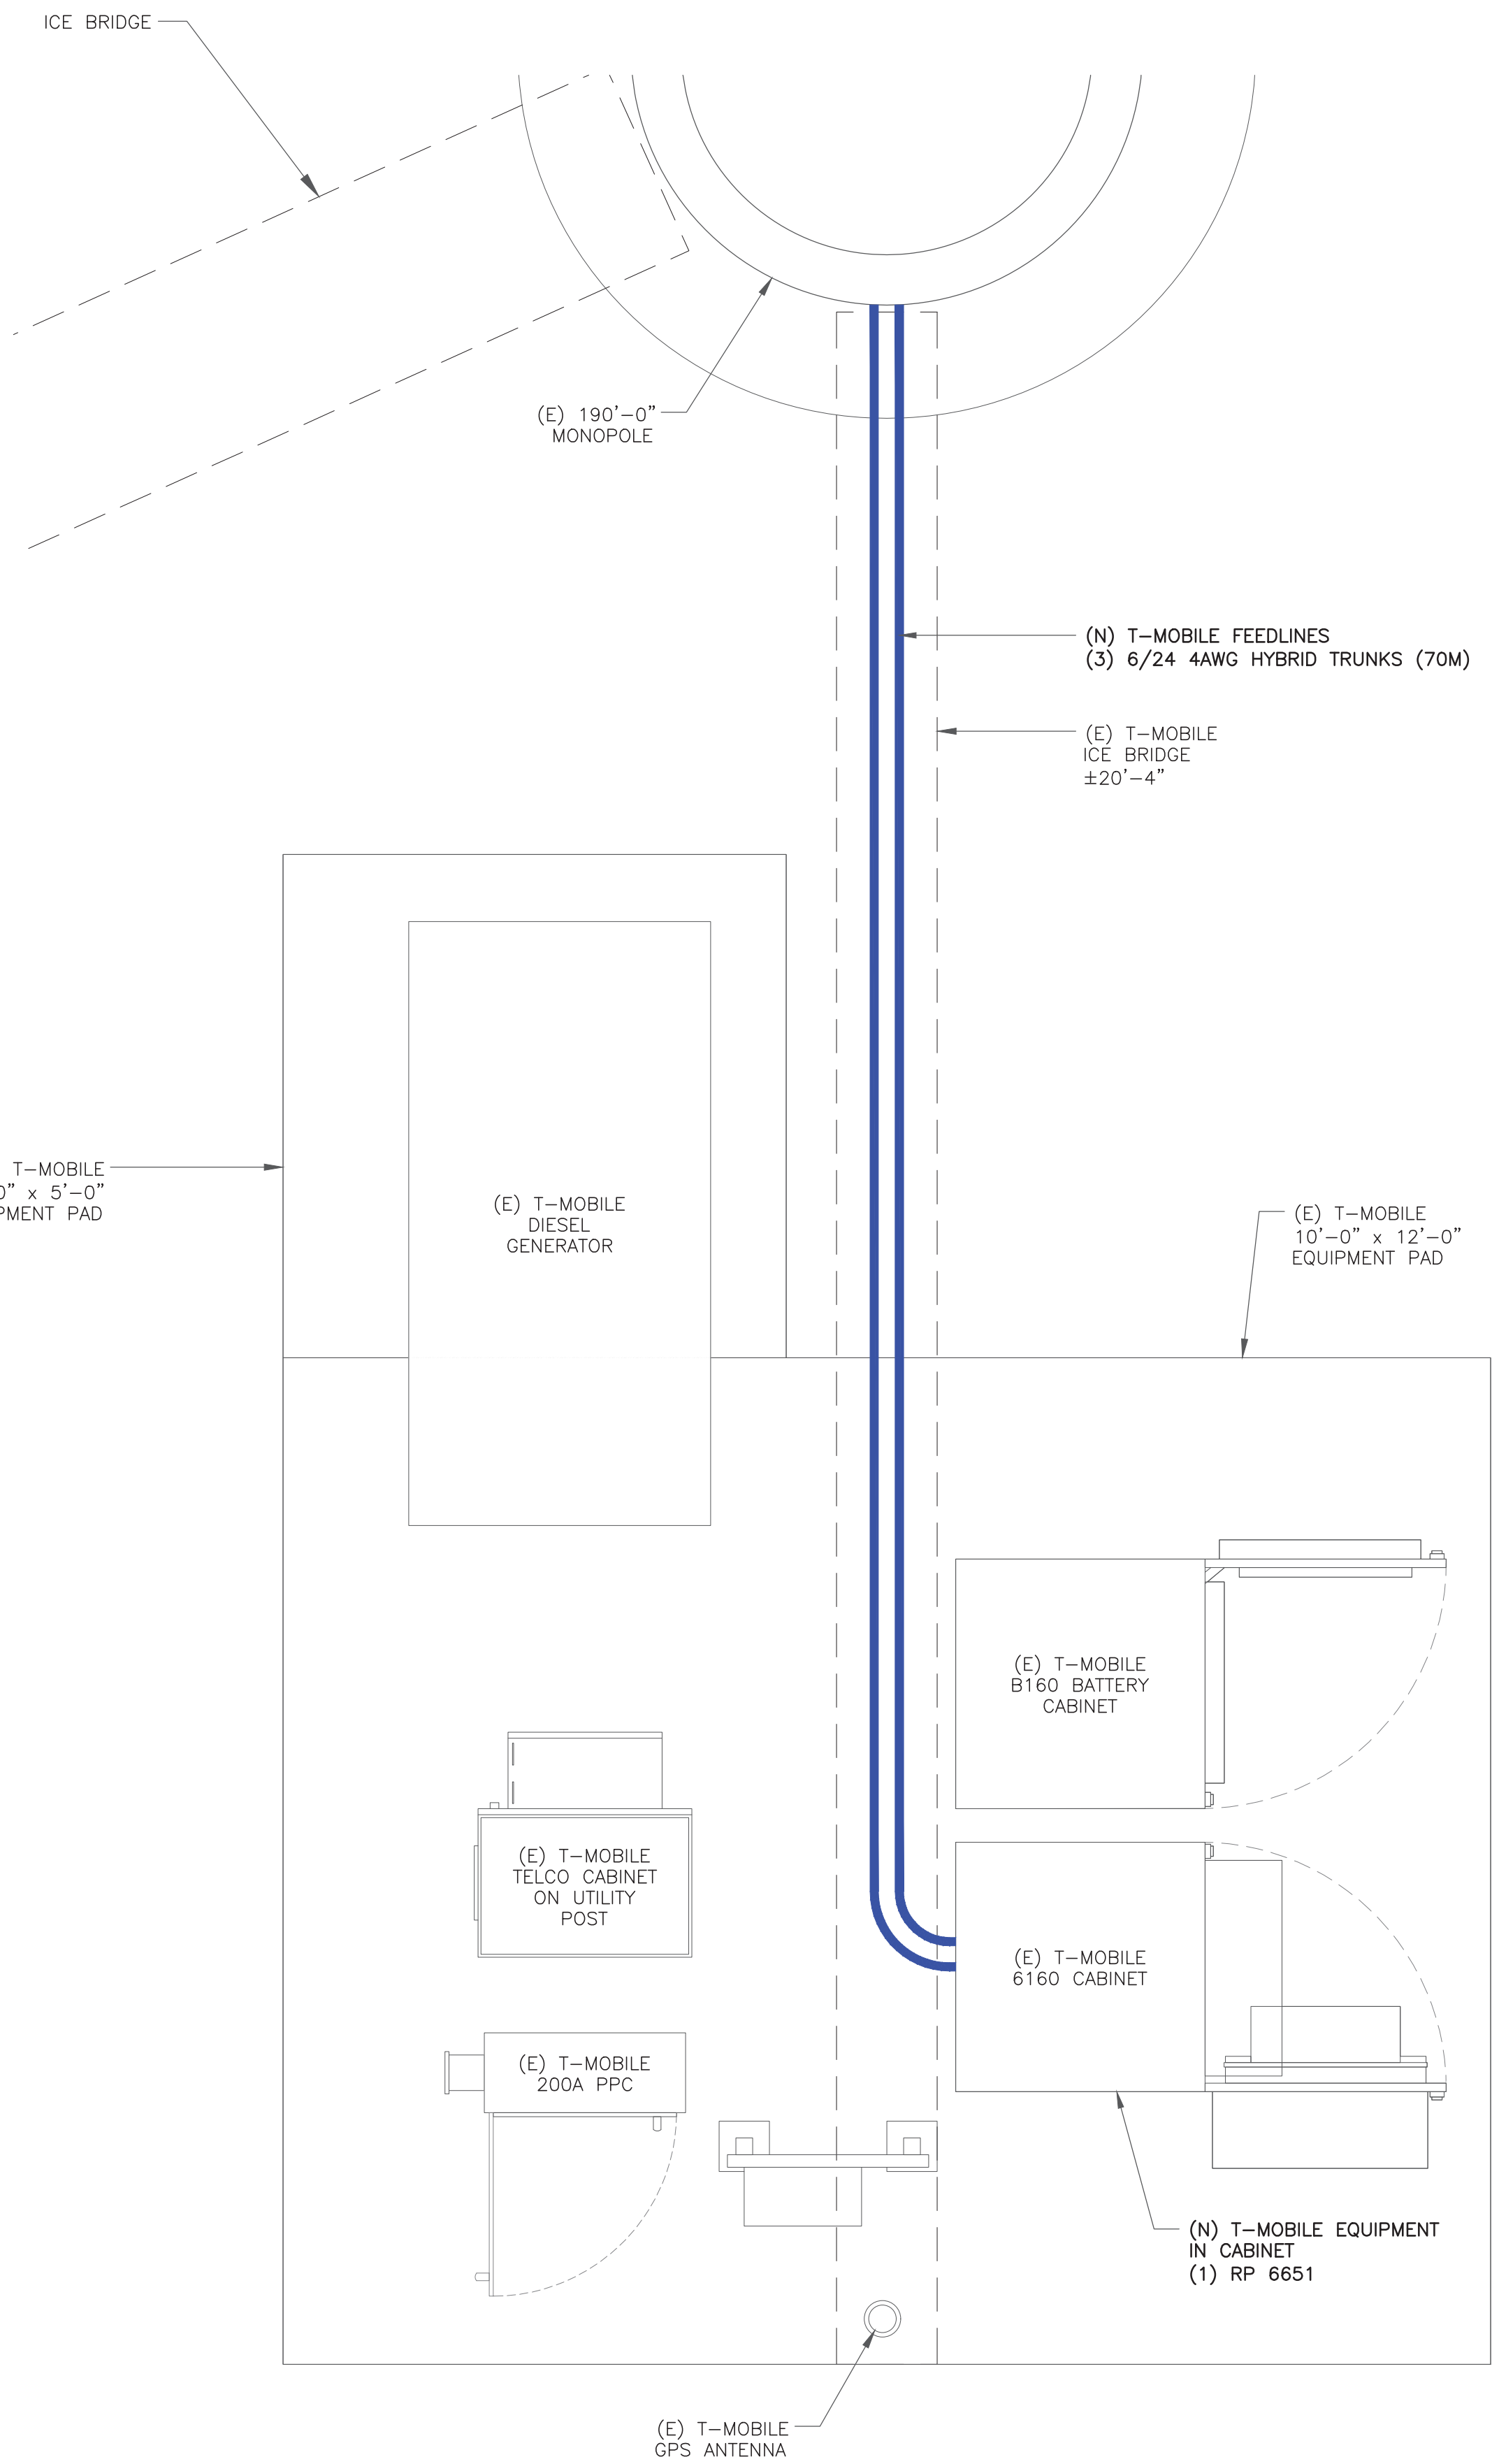 ICE BRIDGE
(E) 190'-0"
MONOPOLE
(N) T-MOBILE FEEDLINES
(3) 6/24 4AWG HYBRID TRUNKS (70M)
(E) T-MOBILE
ICE BRIDGE
±20'-4"
T-MOBILE
0" x 5'-0"
PMENT PAD
(E) T-MOBILE
DIESEL
GENERATOR
(E) T-MOBILE
10'-0" x 12'-0"
EQUIPMENT PAD
(E) T-MOBILE
B160 BATTERY
CABINET
(E) T-MOBILE
TELCO CABINET
ON UTILITY
POST
(E) T-MOBILE
6160 CABINET
(E) T-MOBILE
200A PPC
(N) T-MOBILE EQUIPMENT
IN CABINET
(1) RP 6651
(E) T-MOBILE
GPS ANTENNA